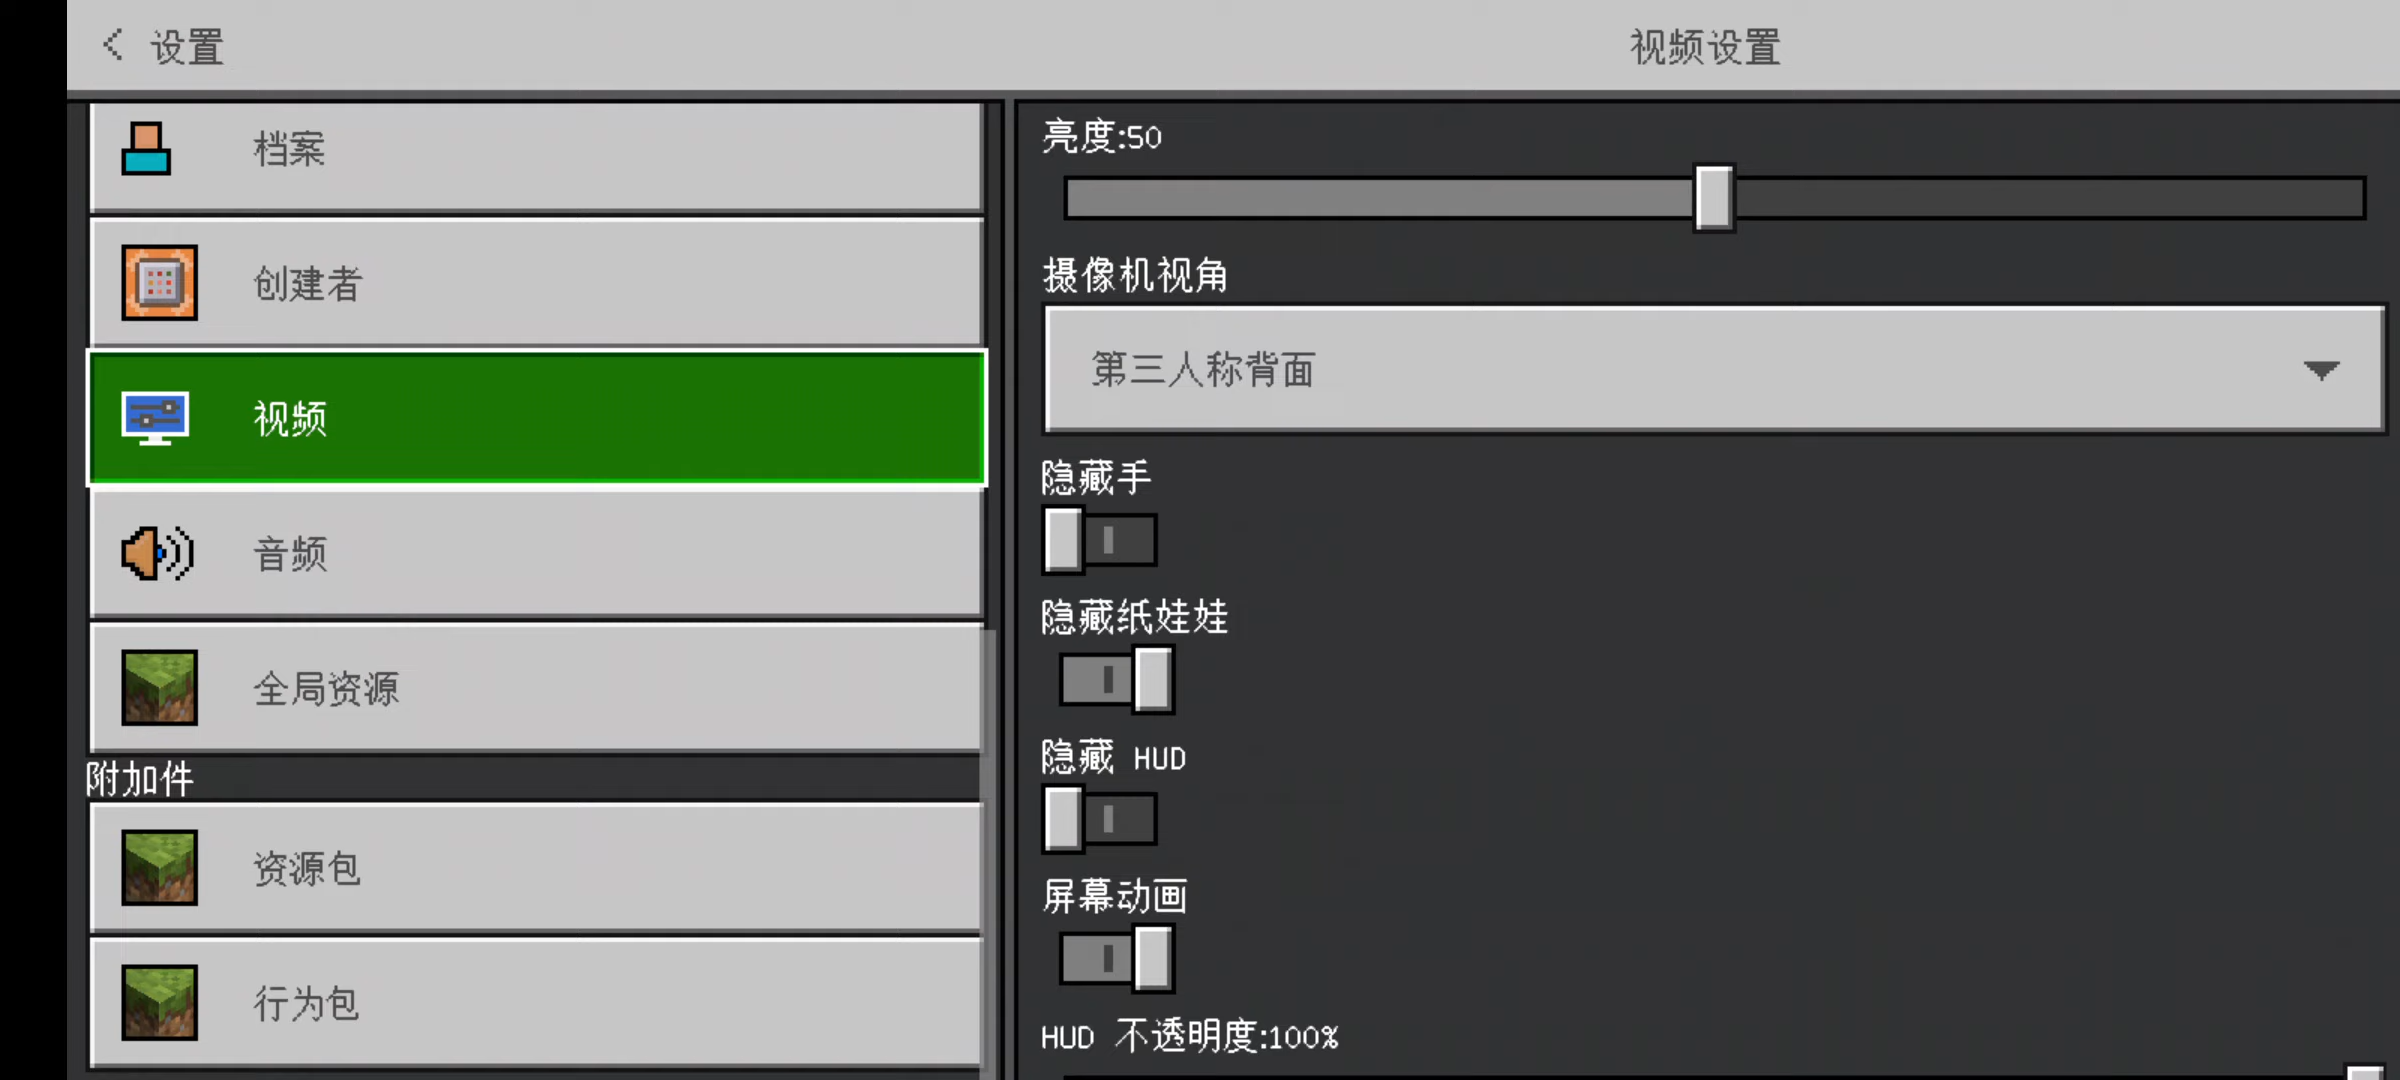 设置
视频设置
档案
创建者
视频
音频
全局资源
附加件
资源包
行为包
亮度:50
摄像机视角
第三人称背面
隐藏手
隐藏纸娃娃
隐藏 HUD
屏幕动画
HUD 不透明度:100%